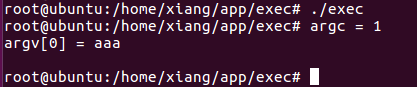 root@ubuntu:/home/xiang/app/exec# ./exec
root@ubuntu:/home/xiang/app/exec# argc = 1
argv[0] = aaa
root@ubuntu:/home/xiang/app/exec#